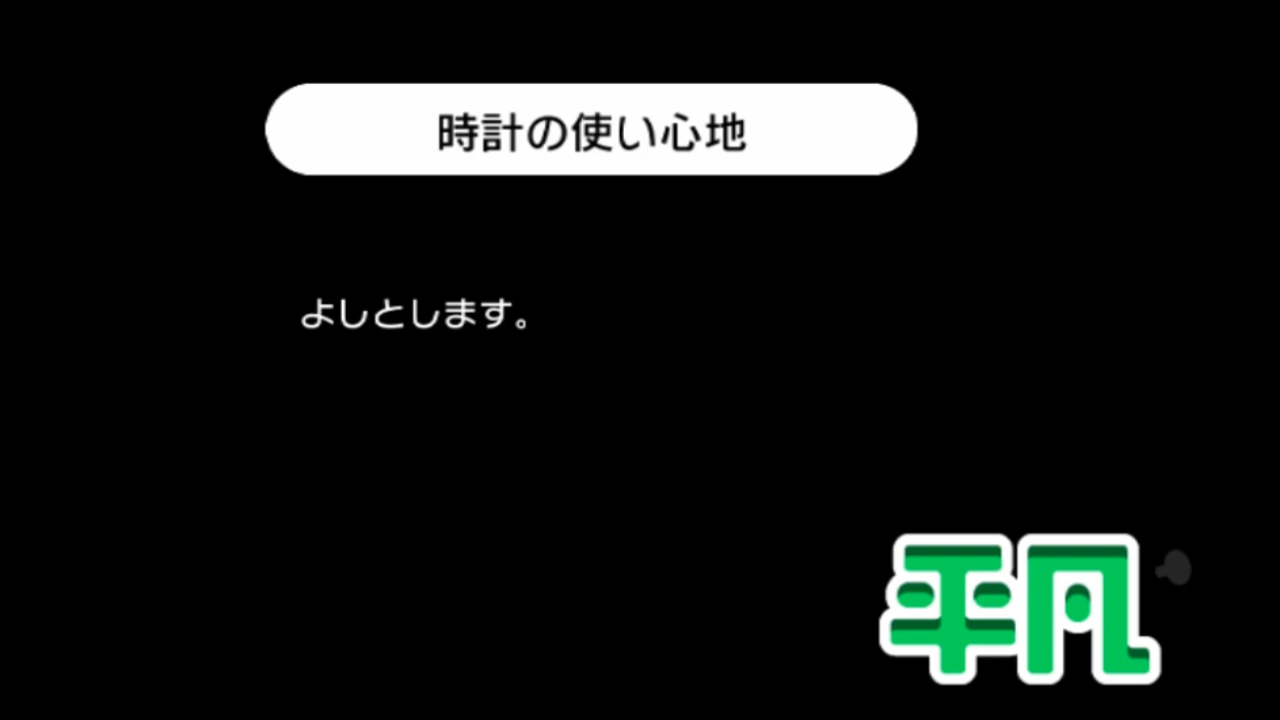 時計の使い心地
よしとします。
平凡